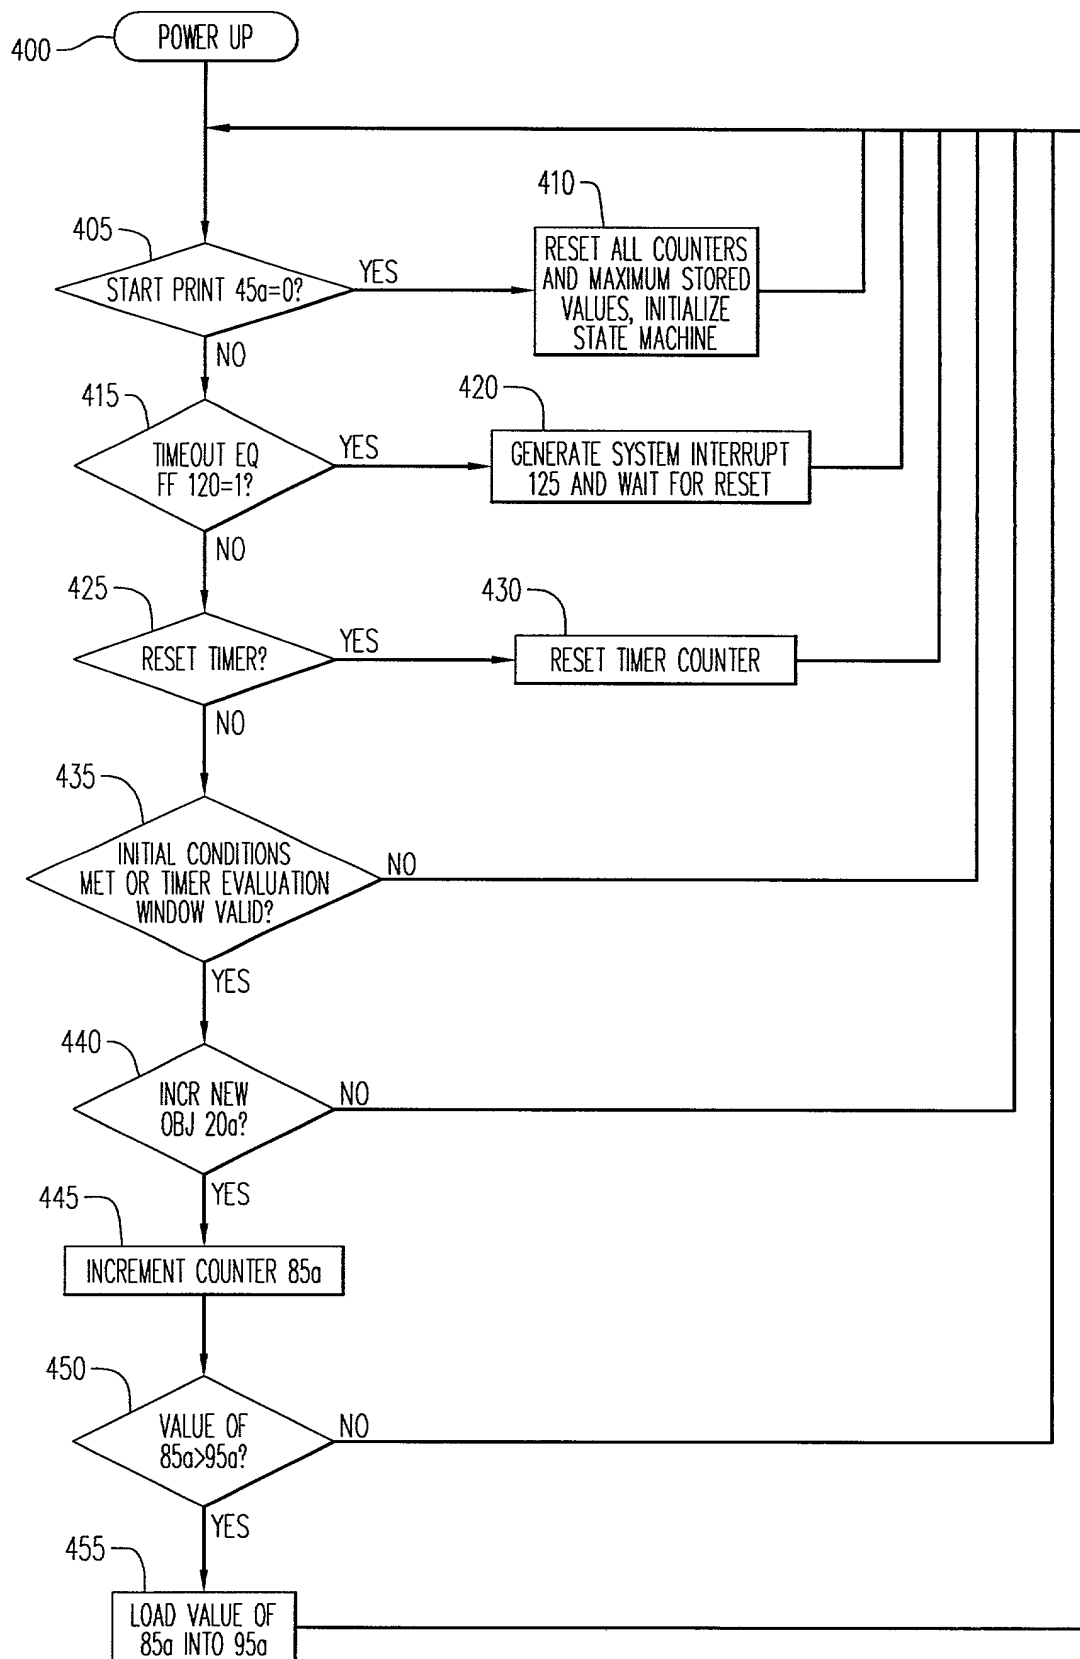 400
POWER UP
410
405
START PRINT 45a=0?
YES
RESET ALL COUNTERS
AND MAXIMUM STORED
VALUES, INITIALIZE
STATE MACHINE
NO
415
420
TIMEOUT EQ
FF 120=1?
YES
GENERATE SYSTEM INTERRUPT
125 AND WAIT FOR RESET
NO
425
430
RESET TIMER?
YES
RESET TIMER COUNTER
NO
435
INITIAL CONDITIONS
MET OR TIMER EVALUATION
WINDOW VALID?
NO
YES
440
INCR NEW
OBJ 20a?
NO
YES
445
INCREMENT COUNTER 85a
450
VALUE OF
85a>95a?
NO
YES
455
LOAD VALUE OF
85a INTO 95a